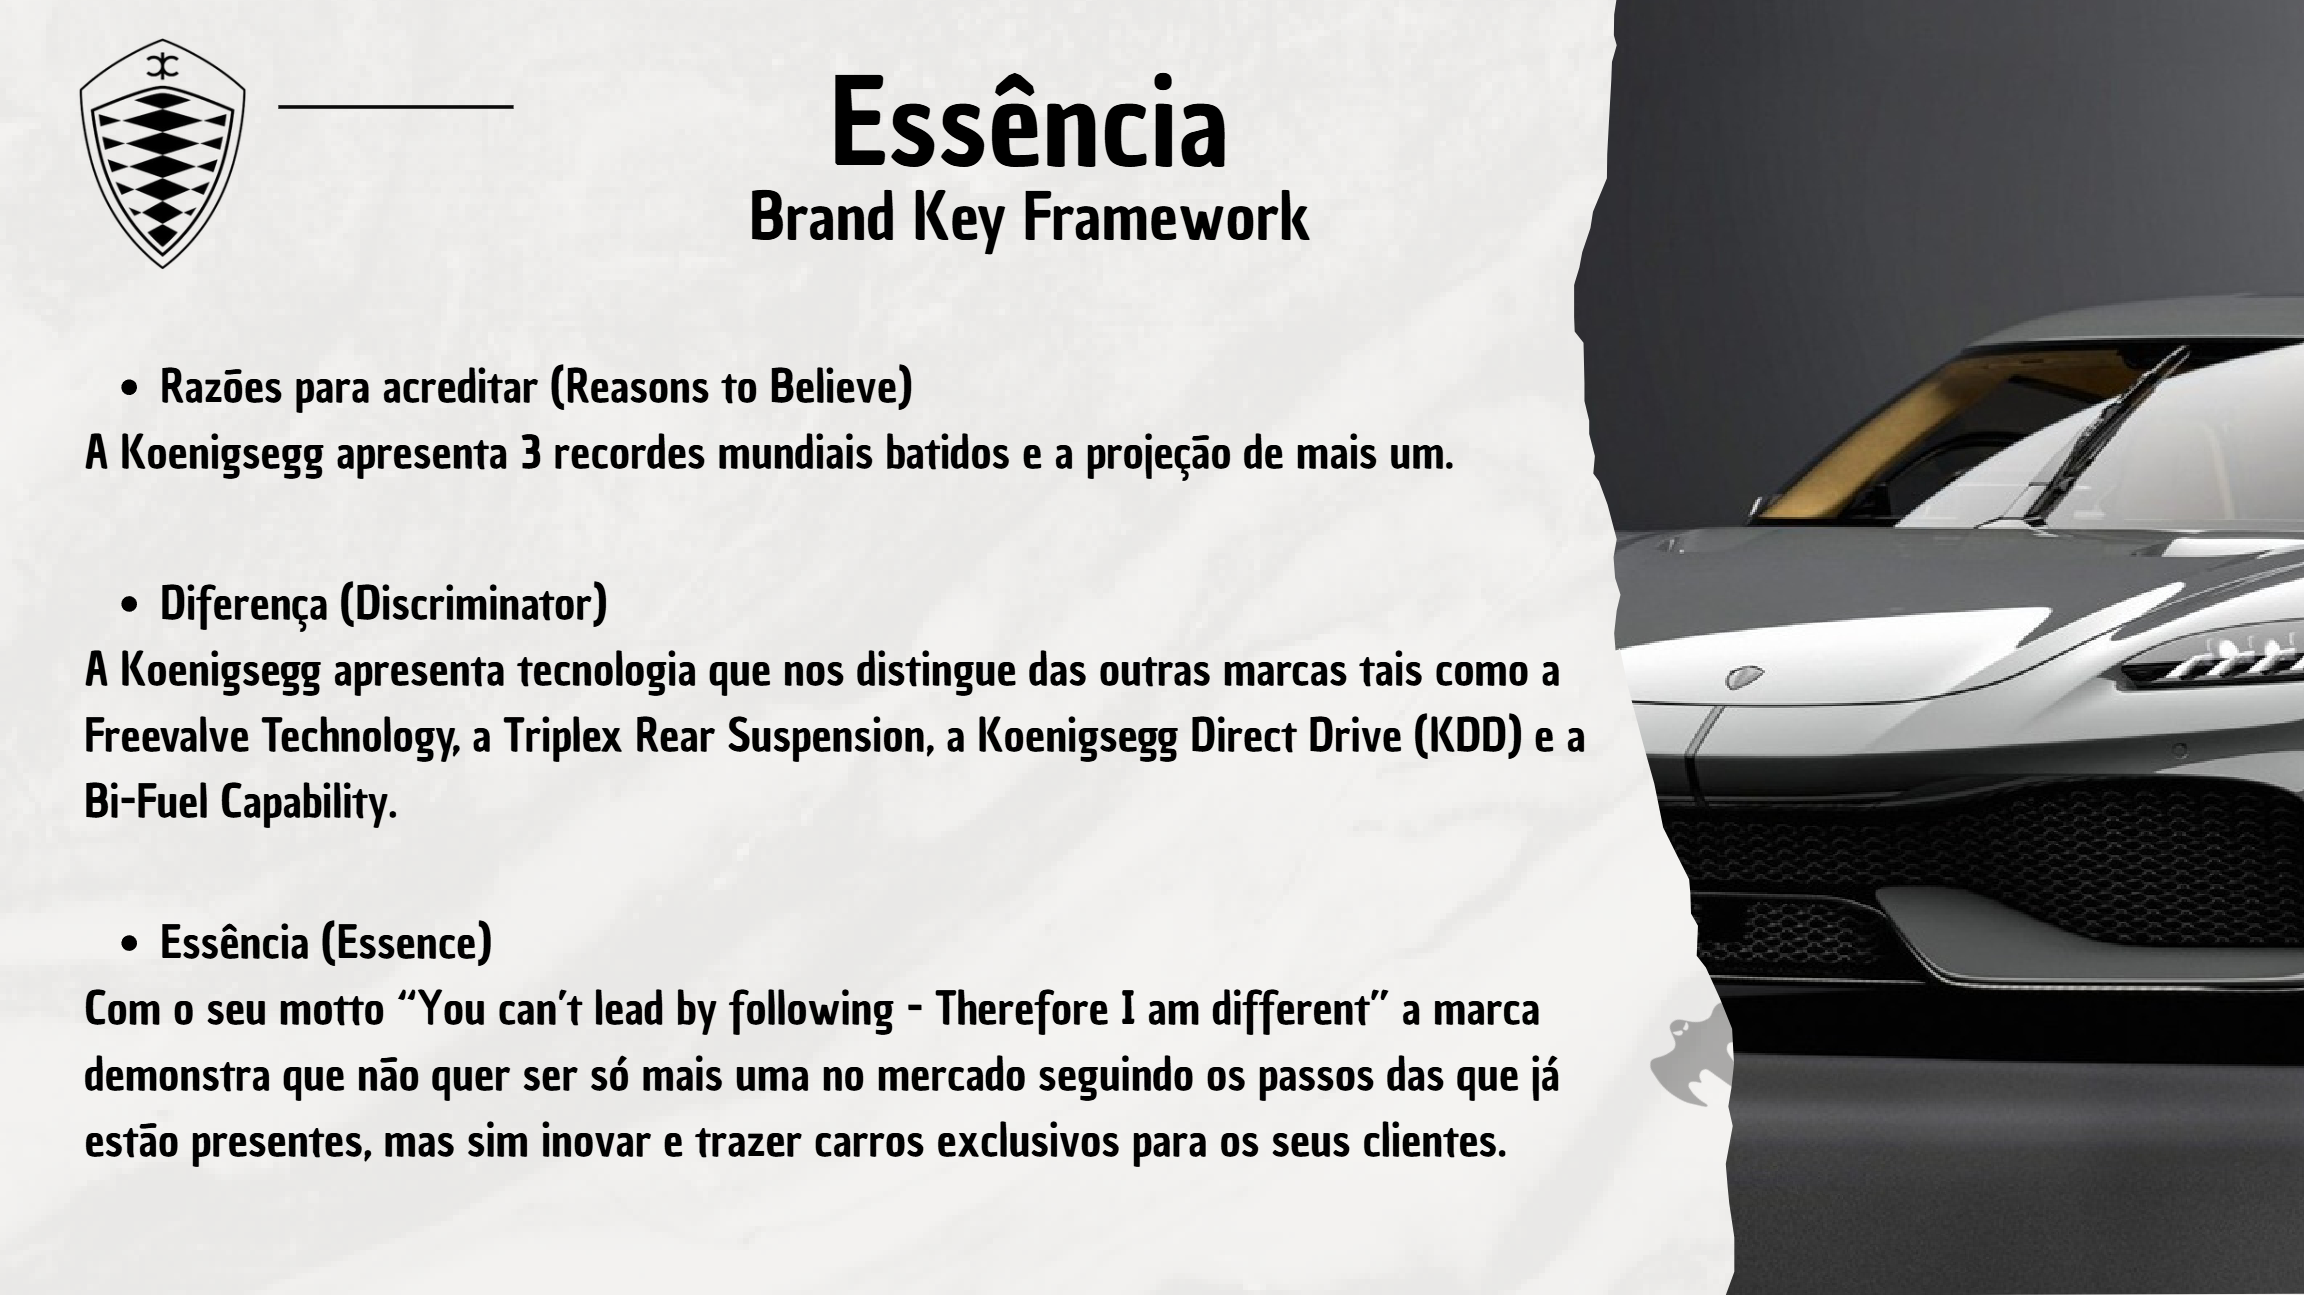 Essência
Brand Key Framework
• Razões para acreditar (Reasons to Believe)
A Koenigsegg apresenta 3 recordes mundiais batidos e a projeção de mais um.
• Diferença (Discriminator)
A Koenigsegg apresenta tecnologia que nos distingue das outras marcas tais como a
Freevalve Technology, a Triplex Rear Suspension, a Koenigsegg Direct Drive (KDD) e a
Bi-Fuel Capability.
• Essência (Essence)
Com o seu motto “You can’t lead by following - Therefore I am different” a marca
demonstra que não quer ser só mais uma no mercado seguindo os passos das que já
estão presentes, mas sim inovar e trazer carros exclusivos para os seus clientes.